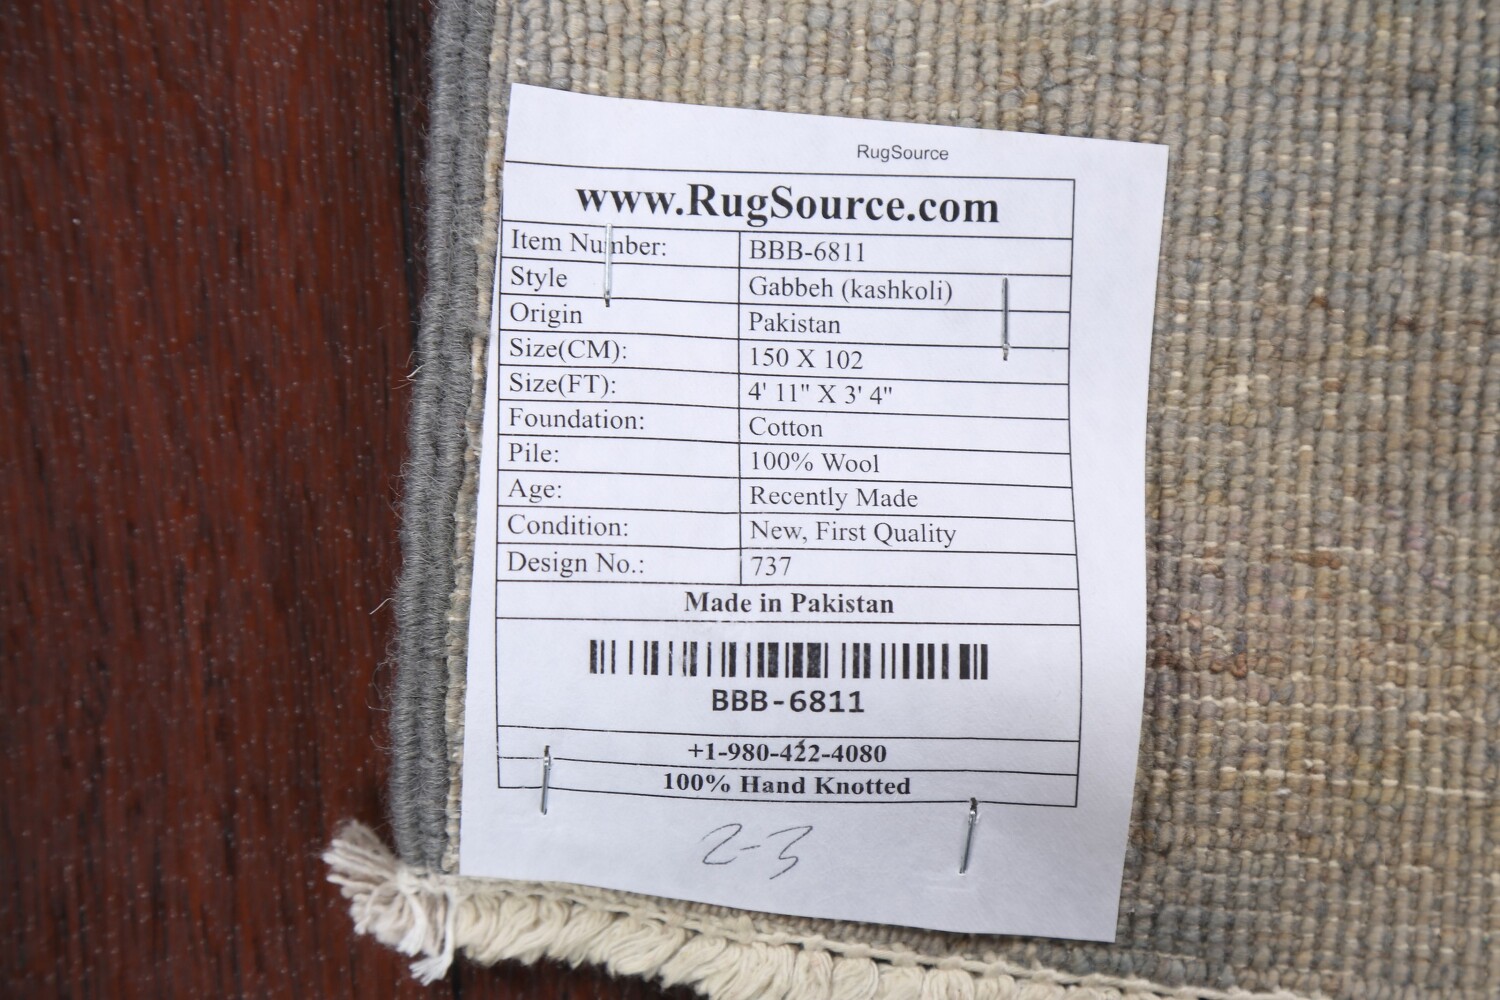 RugSource
www.RugSource.com
Item Number: BBB-6811
Style Gabbeh (kashkoli)
Origin Pakistan
Size(CM): 150 X 102
Size(FT): 4' 11" X 3' 4"
Foundation: Cotton
Pile: 100% Wool
Age: Recently Made
Condition: New, First Quality
Design No.: 737
Made in Pakistan
BBB-6811
+1-980-422-4080
100% Hand Knotted
2-3